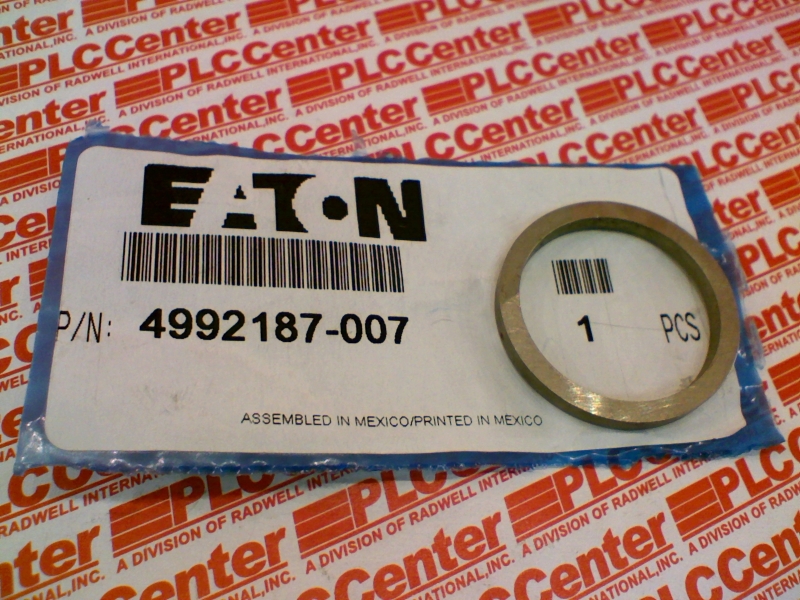 EATON
P/N: 4992187-007
1 PCS
ASSEMBLED IN MEXICO/PRINTED IN MEXICO
PLCCenter
A DIVISION OF RADWELL INTERNATIONAL,INC.